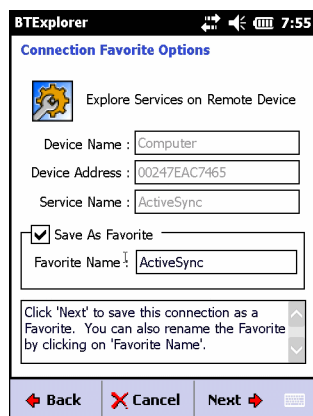 BTExplorer 7:55
Connection Favorite Options
Explore Services on Remote Device
Device Name : Computer
Device Address : 00247EAC7465
Service Name : ActiveSync
Save As Favorite
Favorite Name : ActiveSync
Click 'Next' to save this connection as a
Favorite. You can also rename the Favorite
by clicking on 'Favorite Name'.
Back Cancel Next